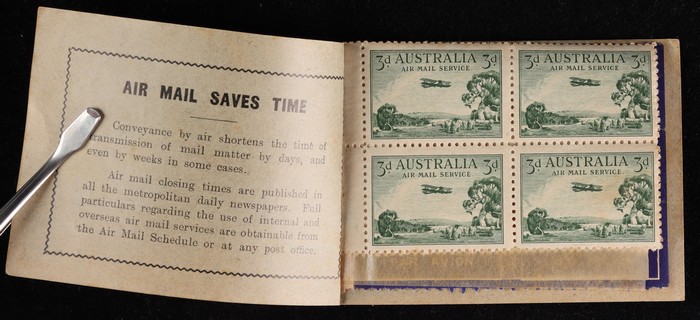 AIR MAIL SAVES TIME
Conveyance by air shortens the time of
transmission of mail matter by days, and
even by weeks in some cases.
Air mail closing times are published in
all the metropolitan daily newspapers. Full
particulars regarding the use of internal and
overseas air mail services are obtainable from
the Air Mail Schedule or at any post office.
3d AUSTRALIA 3d
AIR MAIL SERVICE
3d AUSTRALIA 3d
AIR MAIL SERVICE
3d AUSTRALIA 3d
AIR MAIL SERVICE
3d AUSTRALIA 3d
AIR MAIL SERVICE